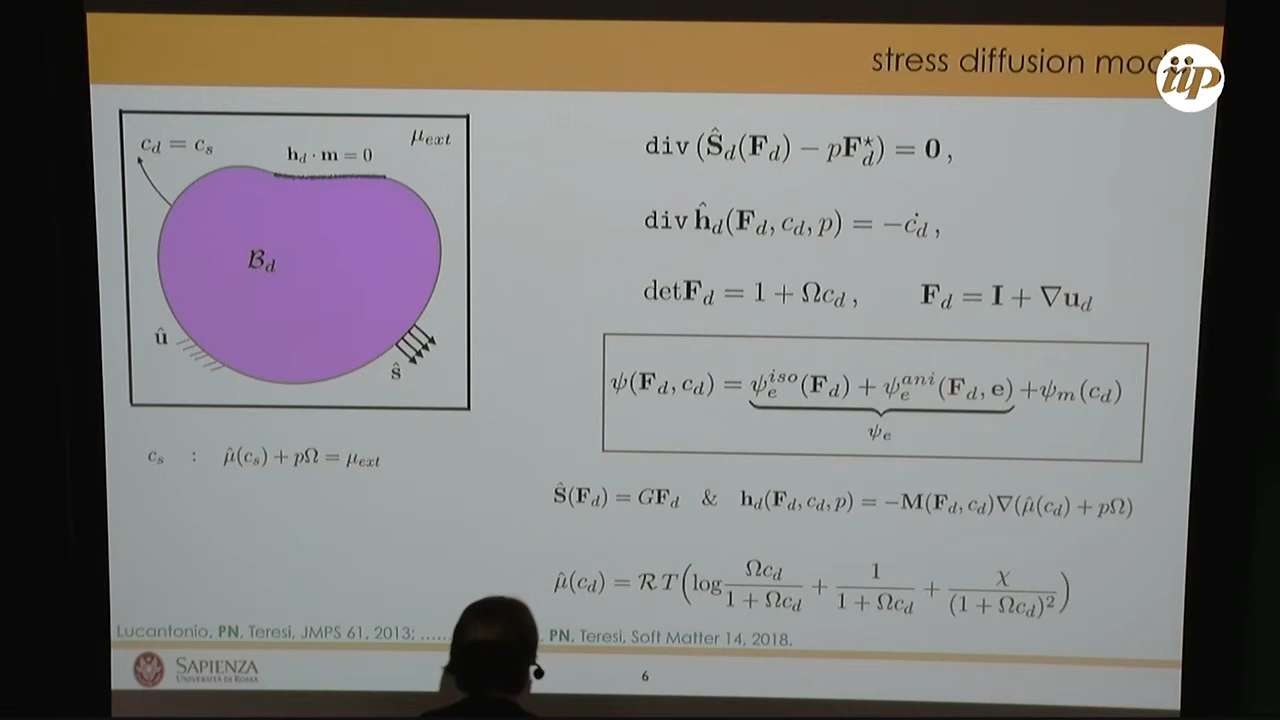 stress diffusion mod
iip
c_d = c_s
h_d · m = 0
μ_ext
B_d
û
ŝ
c_s : μ̂(c_s) + pΩ = μ_ext
div (Ŝ_d(F_d) − pF_d^⋆) = 0 ,
div ĥ_d(F_d, c_d, p) = −ċ_d ,
detF_d = 1 + Ωc_d , F_d = I + ∇u_d
ψ(F_d, c_d) = ψ_e^{iso}(F_d) + ψ_e^{ani}(F_d, e) + ψ_m(c_d)
ψ_e
Ŝ(F_d) = GF_d & h_d(F_d, c_d, p) = −M(F_d, c_d)∇(μ̂(c_d) + pΩ)
μ̂(c_d) = RT(log Ωc_d/(1 + Ωc_d) + 1/(1 + Ωc_d) + χ/(1 + Ωc_d)²)
Lucantonio, PN, Teresi, JMPS 61, 2013; ...... . PN, Teresi, Soft Matter 14, 2018.
SAPIENZA
UNIVERSITÀ DI ROMA
6